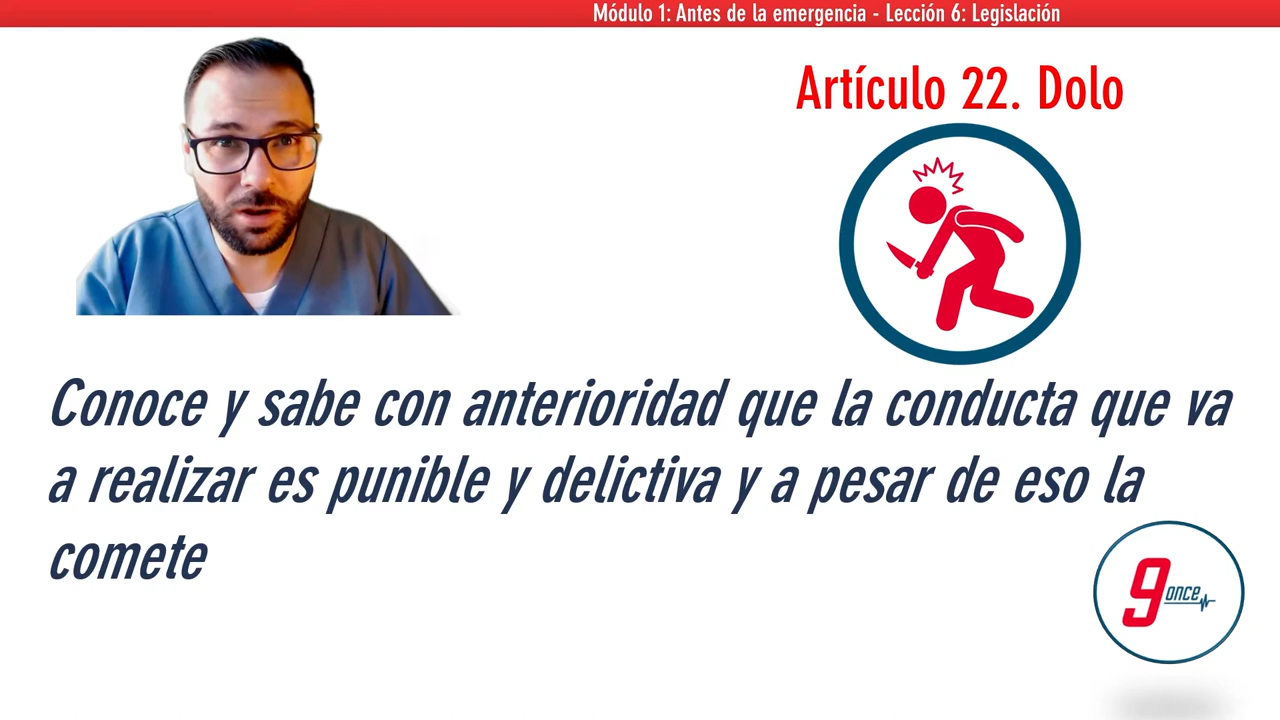 Módulo 1: Antes de la emergencia - Lección 6: Legislación
Artículo 22. Dolo
Conoce y sabe con anterioridad que la conducta que va
a realizar es punible y delictiva y a pesar de eso la
comete
9once